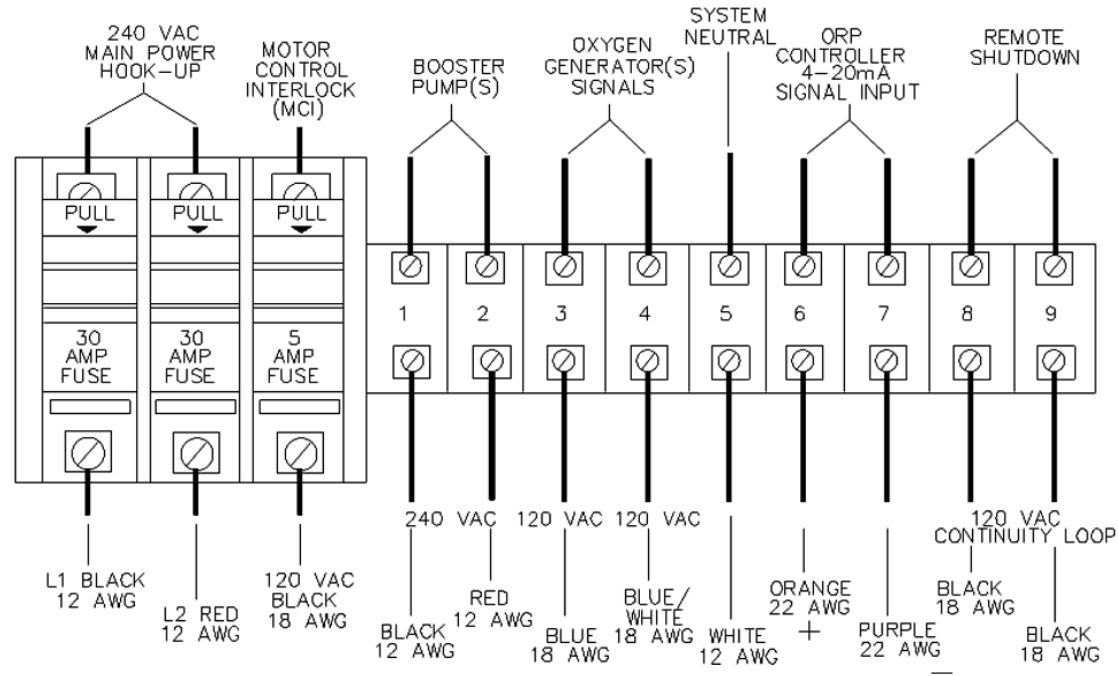 240 VAC
MAIN POWER
HOOK-UP
MOTOR
CONTROL
INTERLOCK
(MCI)
BOOSTER
PUMP(S)
OXYGEN
GENERATOR(S)
SIGNALS
SYSTEM
NEUTRAL
ORP
CONTROLLER
4-20mA
SIGNAL INPUT
REMOTE
SHUTDOWN
PULL
PULL
PULL
30
AMP
FUSE
30
AMP
FUSE
5
AMP
FUSE
1
2
3
4
5
6
7
8
9
240 VAC
120 VAC
120 VAC
120 VAC
CONTINUITY LOOP
L1 BLACK
12 AWG
L2 RED
12 AWG
120 VAC
BLACK
18 AWG
BLACK
12 AWG
RED
12 AWG
BLUE
18 AWG
BLUE/
WHITE
18 AWG
WHITE
12 AWG
ORANGE
22 AWG
+
PURPLE
22 AWG
—
BLACK
18 AWG
BLACK
18 AWG